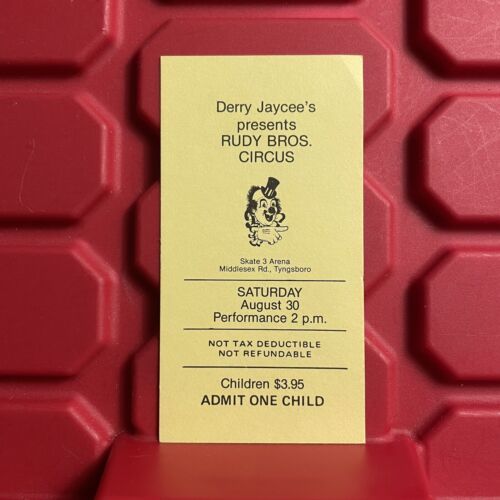 Derry Jaycee's
presents
RUDY BROS.
CIRCUS
Skate 3 Arena
Middlesex Rd., Tyngsboro
SATURDAY
August 30
Performance 2 p.m.
NOT TAX DEDUCTIBLE
NOT REFUNDABLE
Children $3.95
ADMIT ONE CHILD